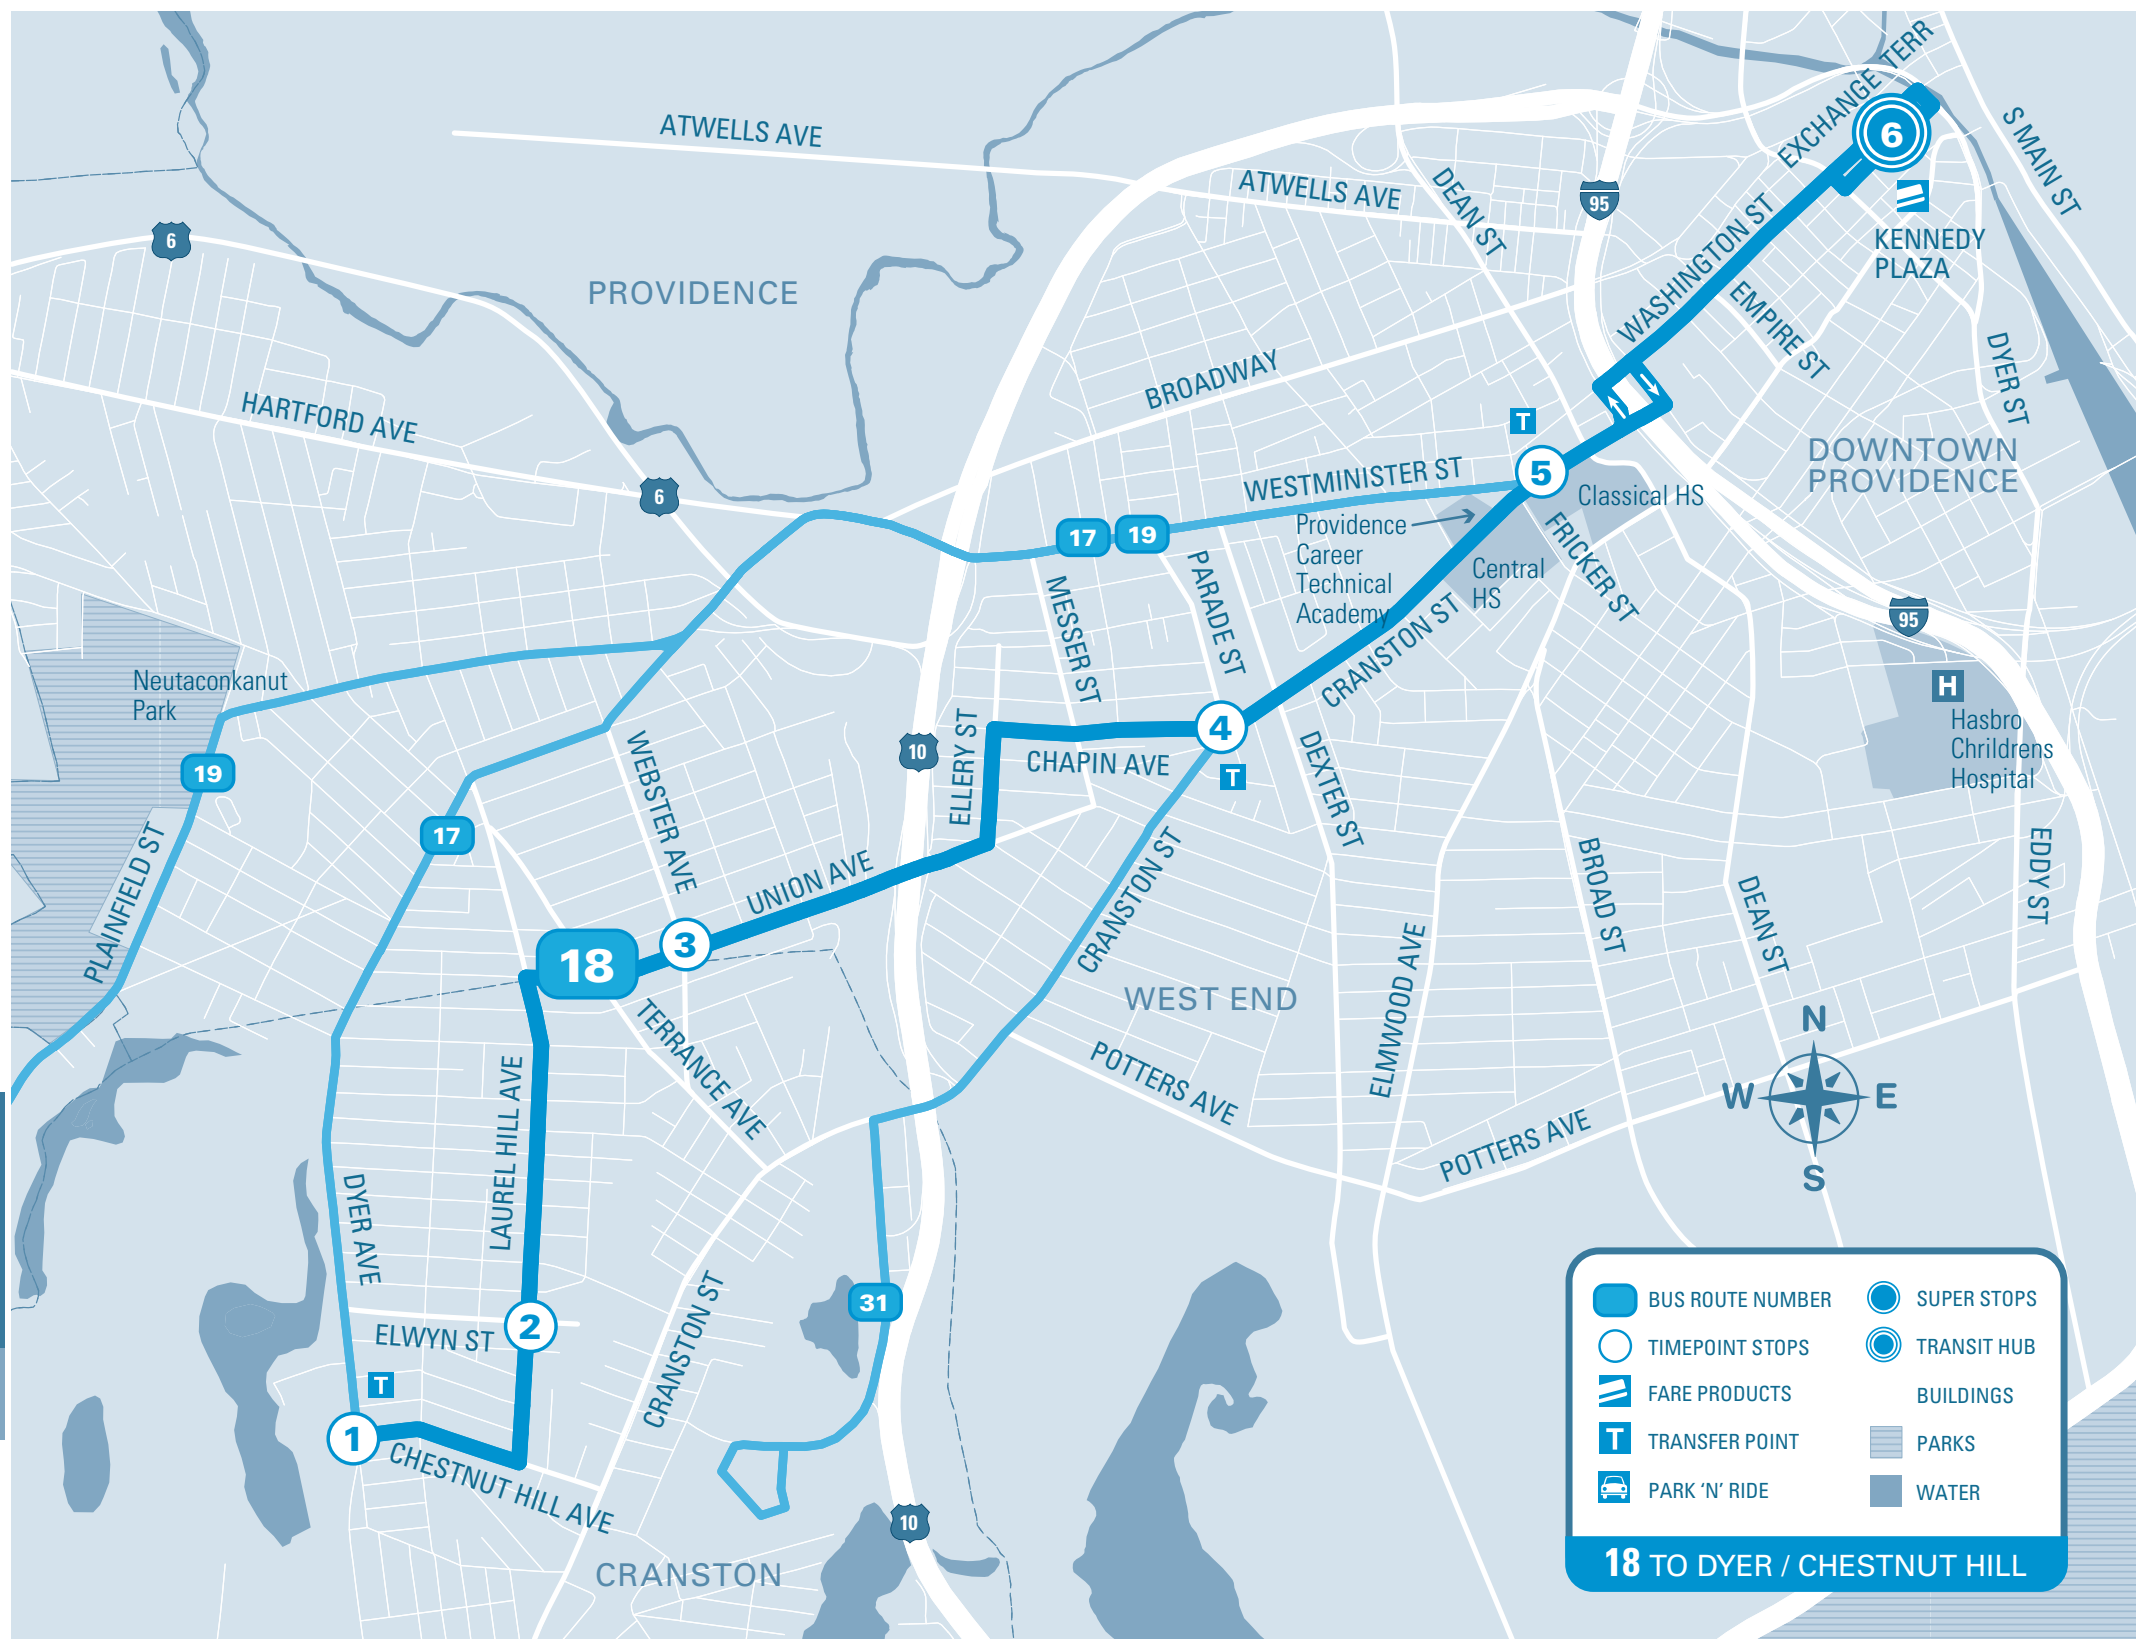 EXCHANGE TERR
6
S MAIN ST
ATWELLS AVE
ATWELLS AVE
DEAN ST
95
6
KENNEDY
PLAZA
WASHINGTON ST
EMPIRE ST
PROVIDENCE
DYER ST
BROADWAY
HARTFORD AVE
T
DOWNTOWN
PROVIDENCE
WESTMINISTER ST
5
6
Classical HS
17
19
Providence
Career
Technical
Academy
FRICKER ST
Central
HS
PARADE ST
MESSER ST
CRANSTON ST
95
Neutaconkanut
Park
H
Hasbro
Chrildrens
Hospital
4
10
ELLERY ST
CHAPIN AVE
T
DEXTER ST
WEBSTER AVE
19
17
UNION AVE
PLAINFIELD ST
CRANSTON ST
BROAD ST
DEAN ST
EDDY ST
3
18
WEST END
ELMWOOD AVE
TERRANCE AVE
POTTERS AVE
POTTERS AVE
N
W
E
S
LAUREL HILL AVE
DYER AVE
ELWYN ST
2
CRANSTON ST
31
T
1
CHESTNUT HILL AVE
10
CRANSTON
BUS ROUTE NUMBER
TIMEPOINT STOPS
FARE PRODUCTS
T TRANSFER POINT
PARK ‘N’ RIDE
SUPER STOPS
TRANSIT HUB
BUILDINGS
PARKS
WATER
18 TO DYER / CHESTNUT HILL